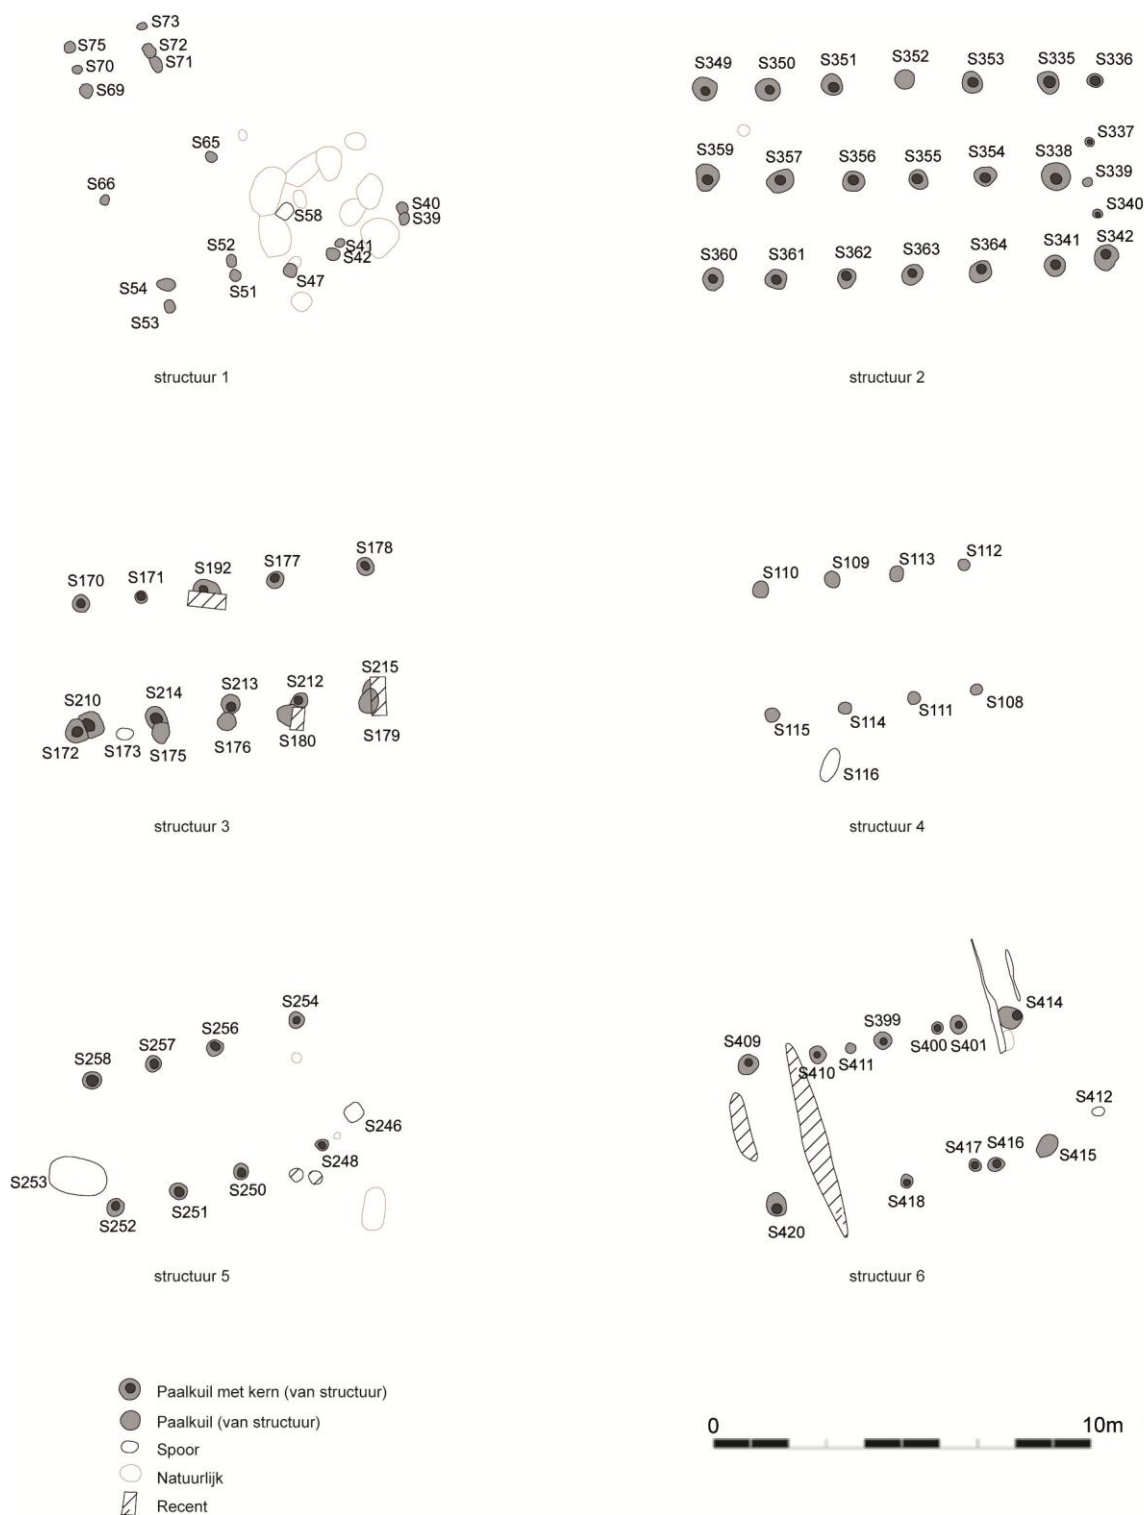 S73
S75
S72
S70
S71
S69
S65
S66
S58
S40
S39
S52
S41
S42
S47
S51
S54
S53
structuur 1
S349
S350
S351
S352
S353
S335
S336
S337
S359
S357
S356
S355
S354
S338
S339
S340
S360
S361
S362
S363
S364
S341
S342
structuur 2
S170
S171
S192
S177
S178
S210
S214
S213
S212
S215
S172
S173
S175
S176
S180
S179
structuur 3
S110
S109
S113
S112
S115
S114
S111
S108
S116
structuur 4
S258
S257
S256
S254
S246
S248
S253
S252
S251
S250
structuur 5
S409
S410
S411
S399
S400
S401
S414
S412
S417
S416
S415
S418
S420
structuur 6
Paalkuil met kern (van structuur)
Paalkuil (van structuur)
Spoor
Natuurlijk
Recent
0 10m